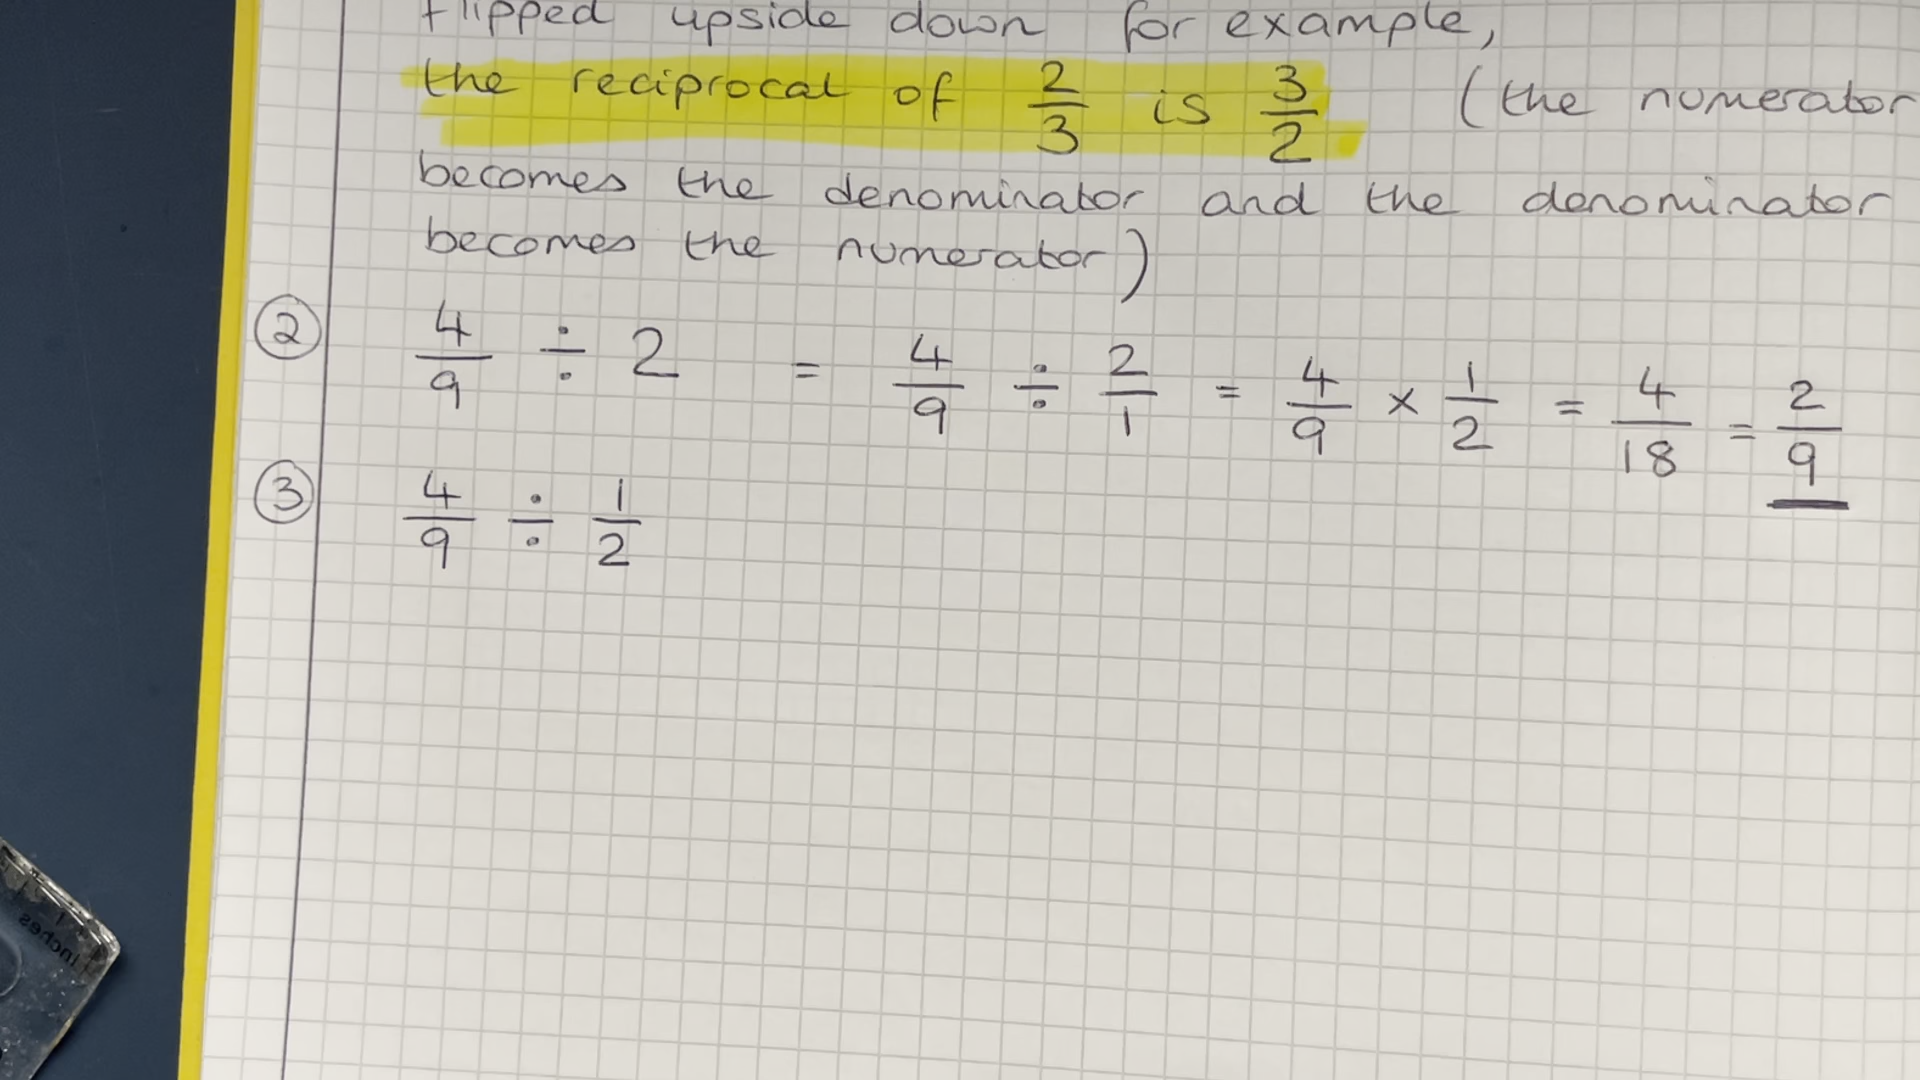 flipped upside down for example,
the reciprocal of 2/3 is 3/2 (the numerator
becomes the denominator and the denominator
becomes the numerator)
② 4/9 ÷ 2 = 4/9 ÷ 2/1 = 4/9 × 1/2 = 4/18 = 2/9
③ 4/9 ÷ 1/2
1
inches